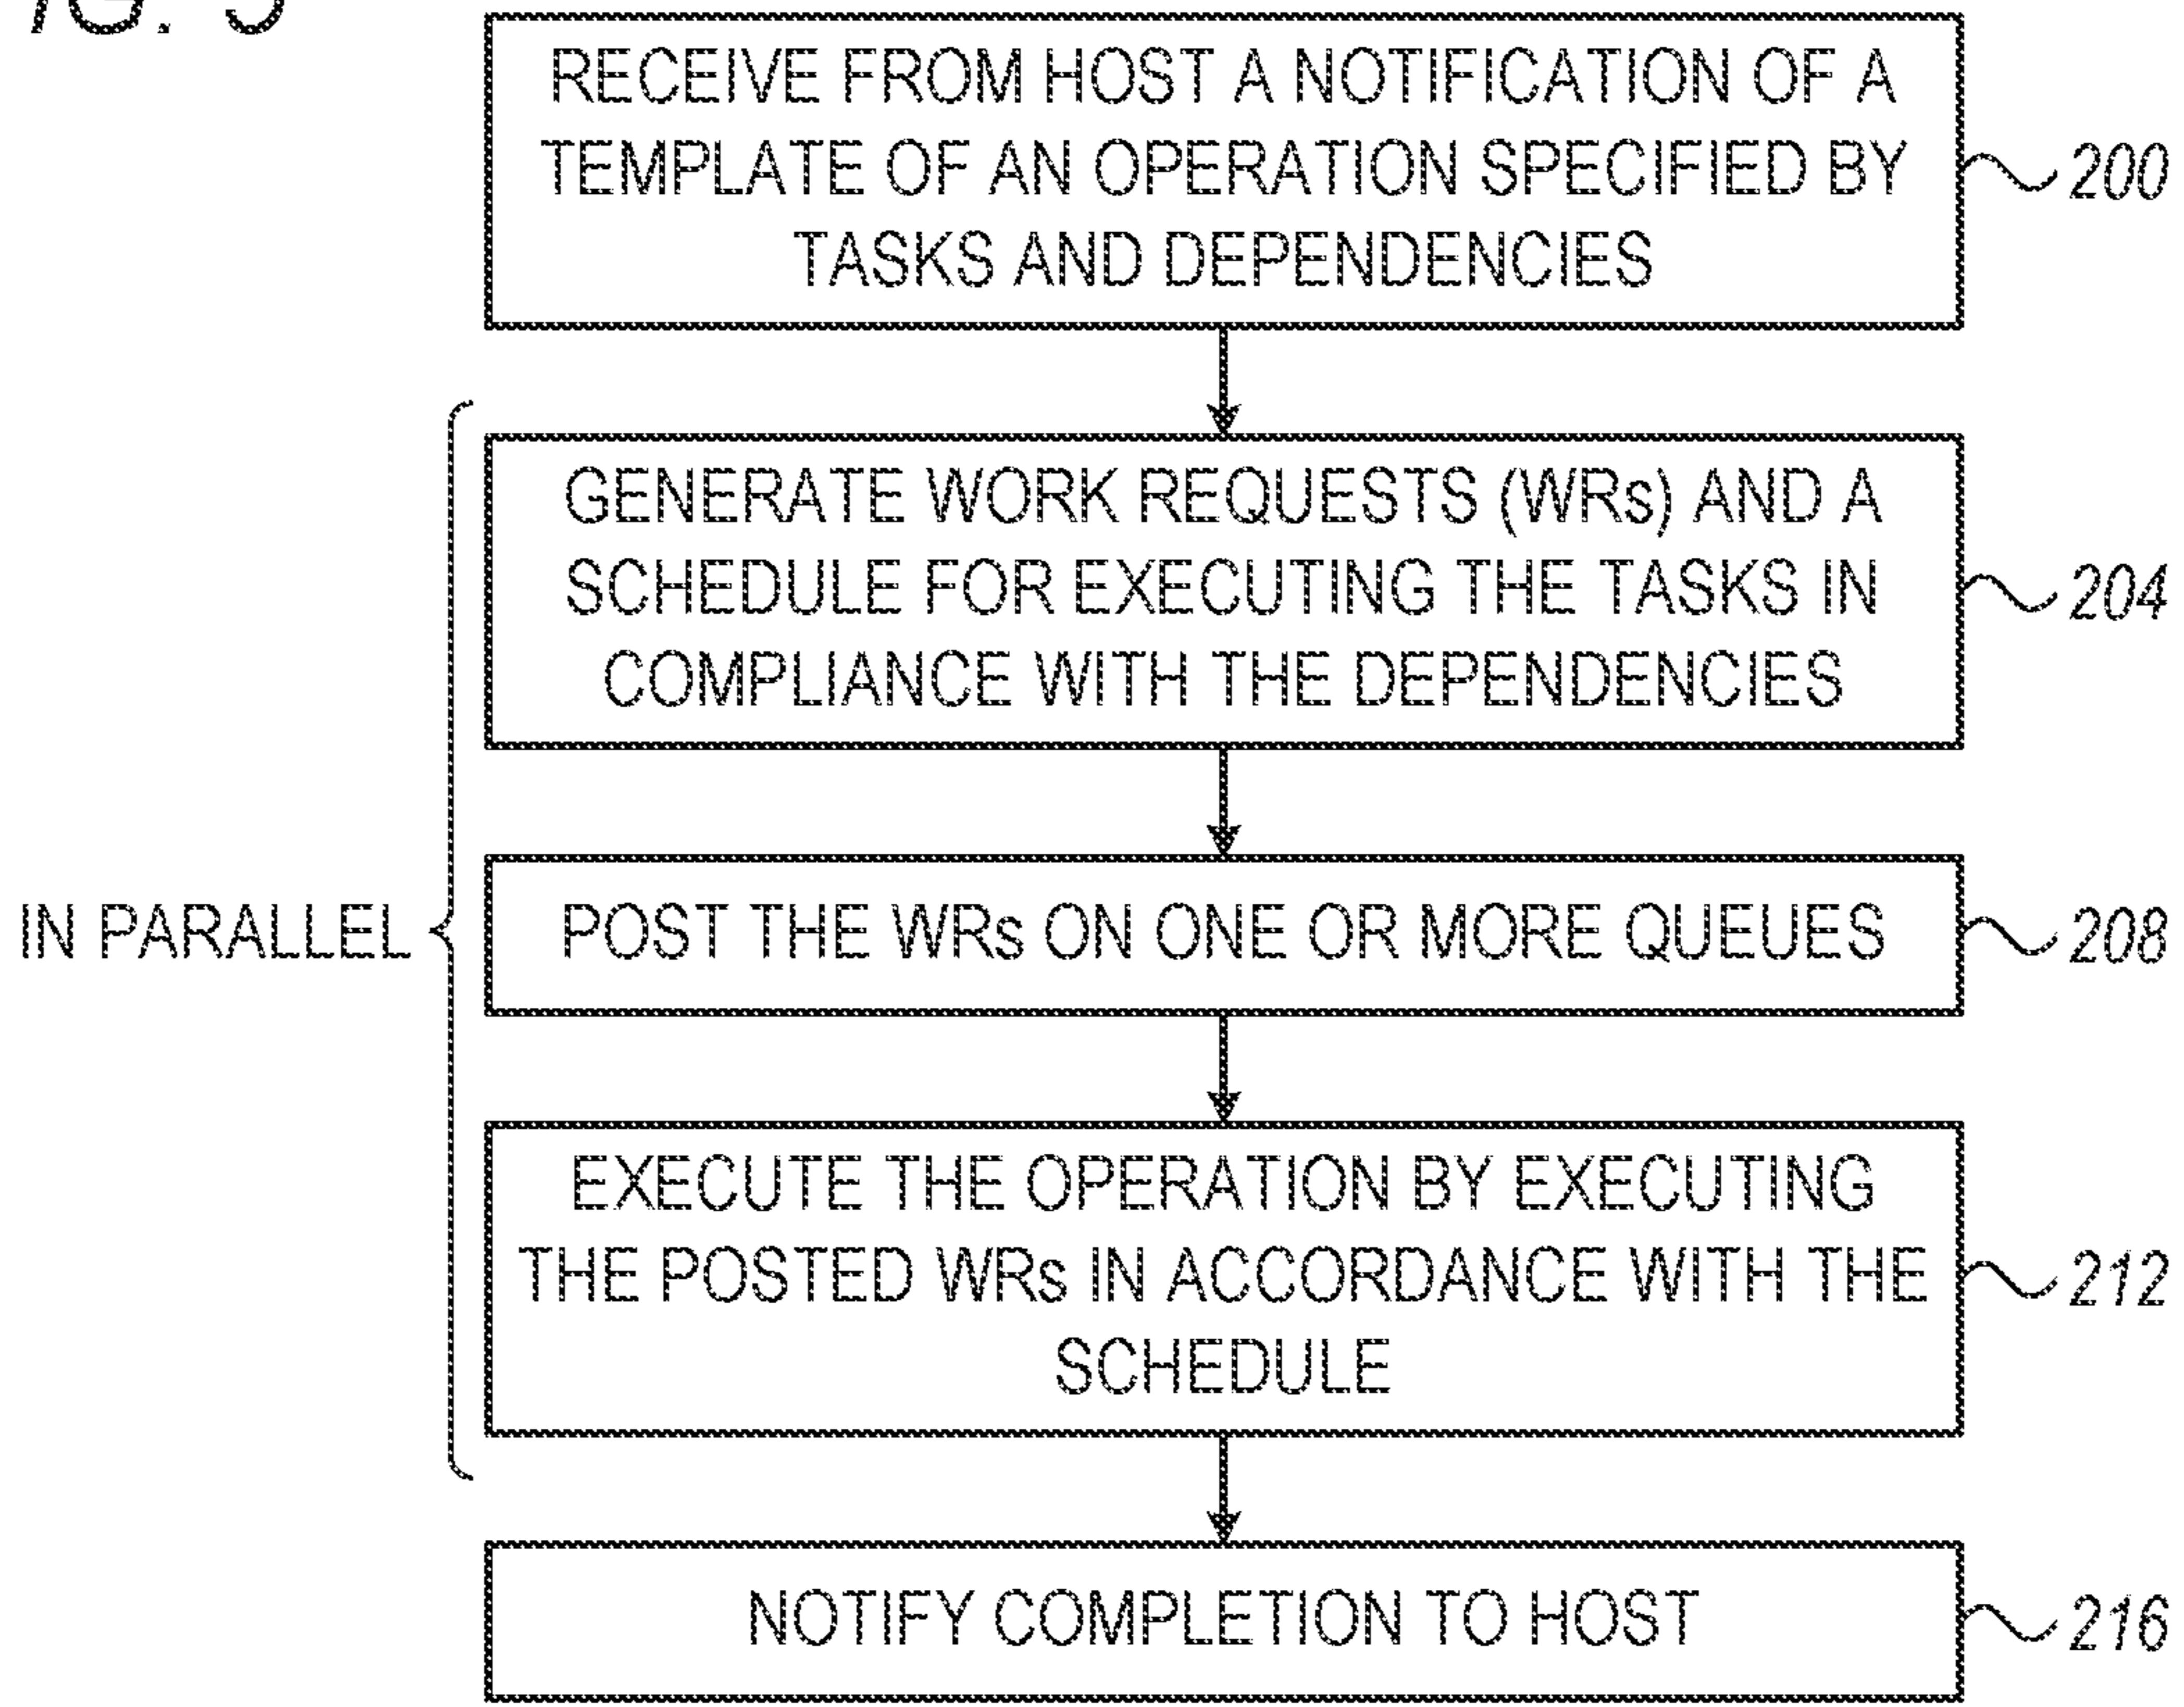 RECEIVE FROM HOST A NOTIFICATION OF A
TEMPLATE OF AN OPERATION SPECIFIED BY
TASKS AND DEPENDENCIES
200
GENERATE WORK REQUESTS (WRs) AND A
SCHEDULE FOR EXECUTING THE TASKS IN
COMPLIANCE WITH THE DEPENDENCIES
204
IN PARALLEL
POST THE WRs ON ONE OR MORE QUEUES
208
EXECUTE THE OPERATION BY EXECUTING
THE POSTED WRs IN ACCORDANCE WITH THE
SCHEDULE
212
NOTIFY COMPLETION TO HOST
216